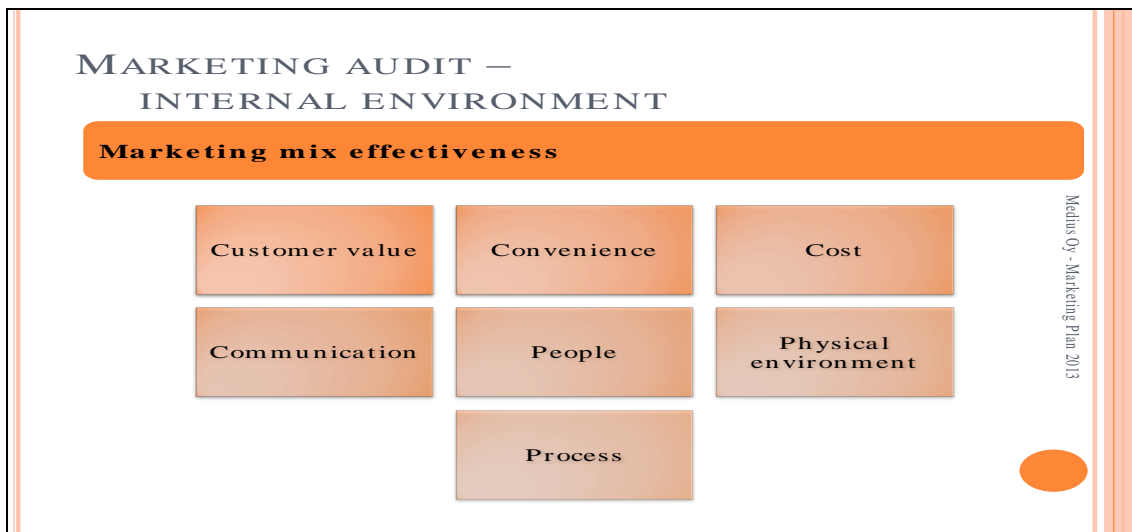 MARKETING AUDIT –
INTERNAL ENVIRONMENT
Marketing mix effectiveness
Customer value
Convenience
Cost
Communication
People
Physical
environment
Process
Medius Oy - Marketing Plan 2013